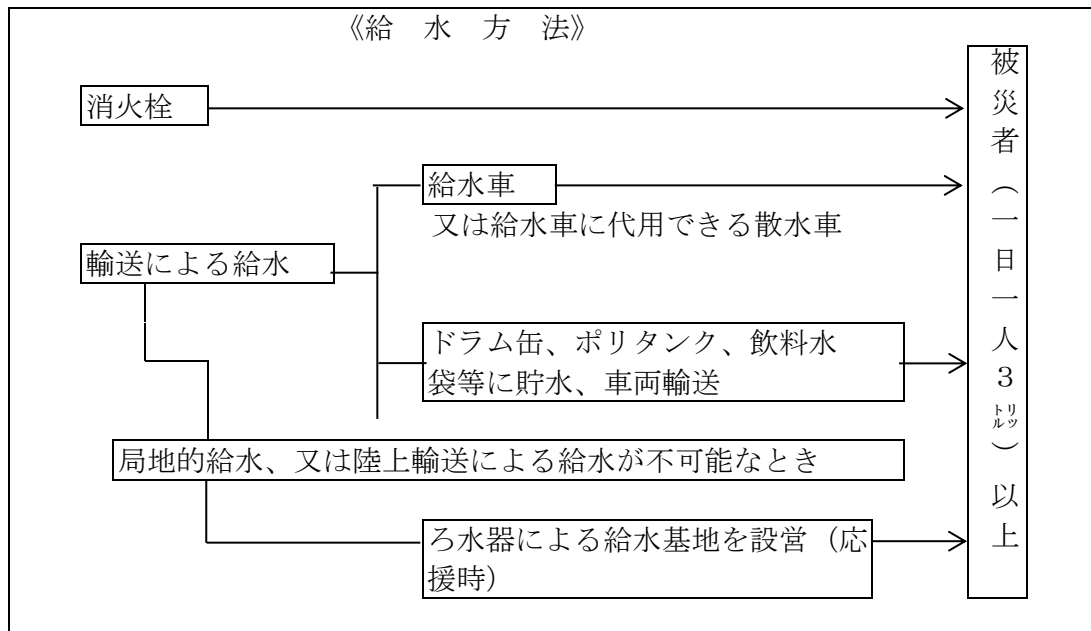 《給　水　方　法》
消火栓
給水車
又は給水車に代用できる散水車
輸送による給水
ドラム缶、ポリタンク、飲料水
袋等に貯水、車両輸送
局地的給水、又は陸上輸送による給水が不可能なとき
ろ水器による給水基地を設営（応
援時）
被災者（一日一人３リットル）以上